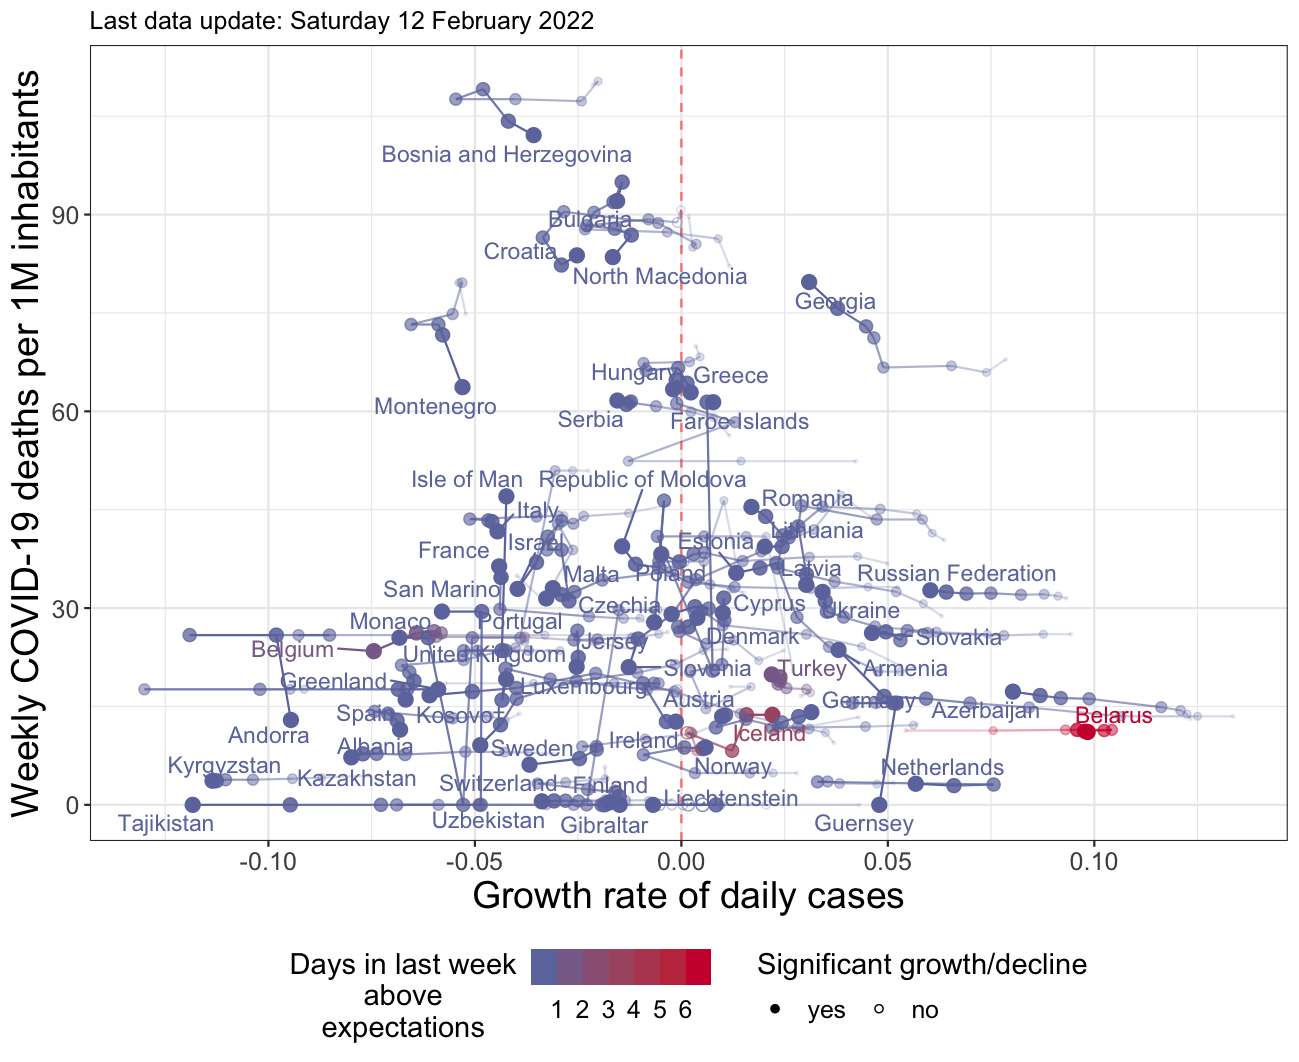 Last data update: Saturday 12 February 2022
Weekly COVID-19 deaths per 1M inhabitants
90
60
30
0
Bosnia and Herzegovina
Bulgaria
Croatia
North Macedonia
Georgia
Hungary
Greece
Montenegro
Serbia
Faroe Islands
Isle of Man
Republic of Moldova
Romania
Italy
Lithuania
France
Israel
Estonia
Malta
Poland
Latvia
Russian Federation
San Marino
Czechia
Cyprus
Ukraine
Monaco
Portugal
Jersey
Denmark
Slovakia
Belgium
United Kingdom
Slovenia
Turkey
Armenia
Greenland
Luxembourg
Austria
Germany
Azerbaijan
Belarus
Spain
Kosovo
Andorra
Albania
Sweden
Ireland
Iceland
Kyrgyzstan
Kazakhstan
Switzerland
Finland
Norway
Netherlands
Liechtenstein
Tajikistan
Uzbekistan
Gibraltar
Guernsey
-0.10
-0.05
0.00
0.05
0.10
Growth rate of daily cases
Days in last week
above
expectations
1 2 3 4 5 6
Significant growth/decline
yes
no